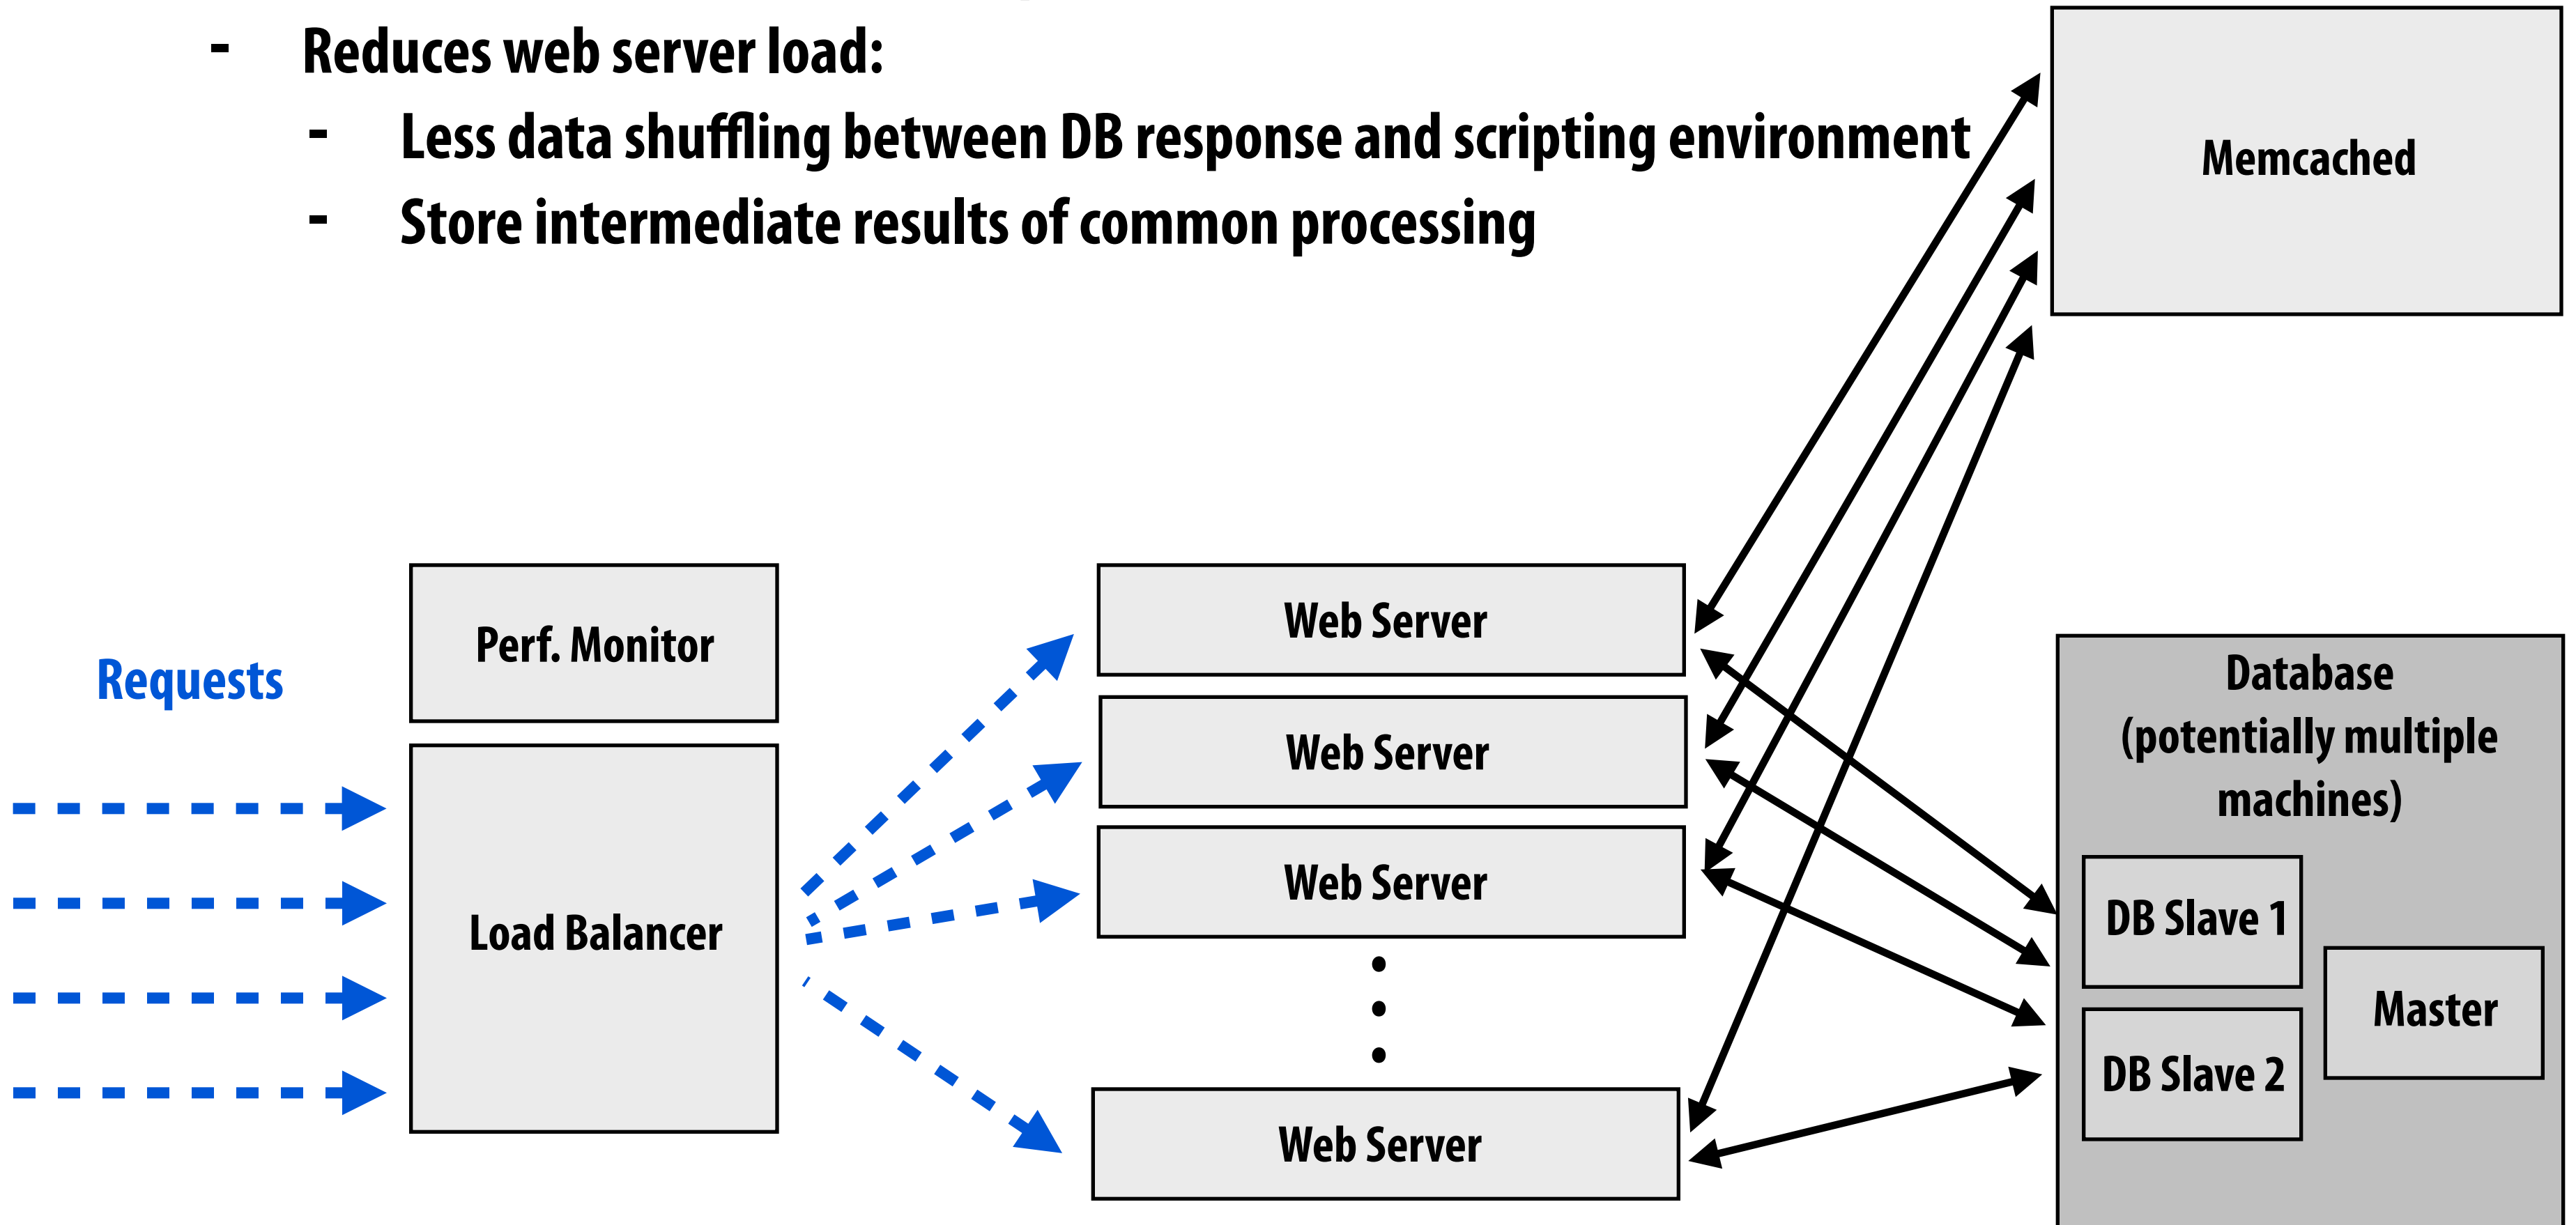 - Reduces web server load:
- Less data shuffling between DB response and scripting environment
- Store intermediate results of common processing
Memcached
Perf. Monitor
Requests
Load Balancer
Web Server
Web Server
Web Server
Web Server
Database
(potentially multiple
machines)
DB Slave 1
Master
DB Slave 2